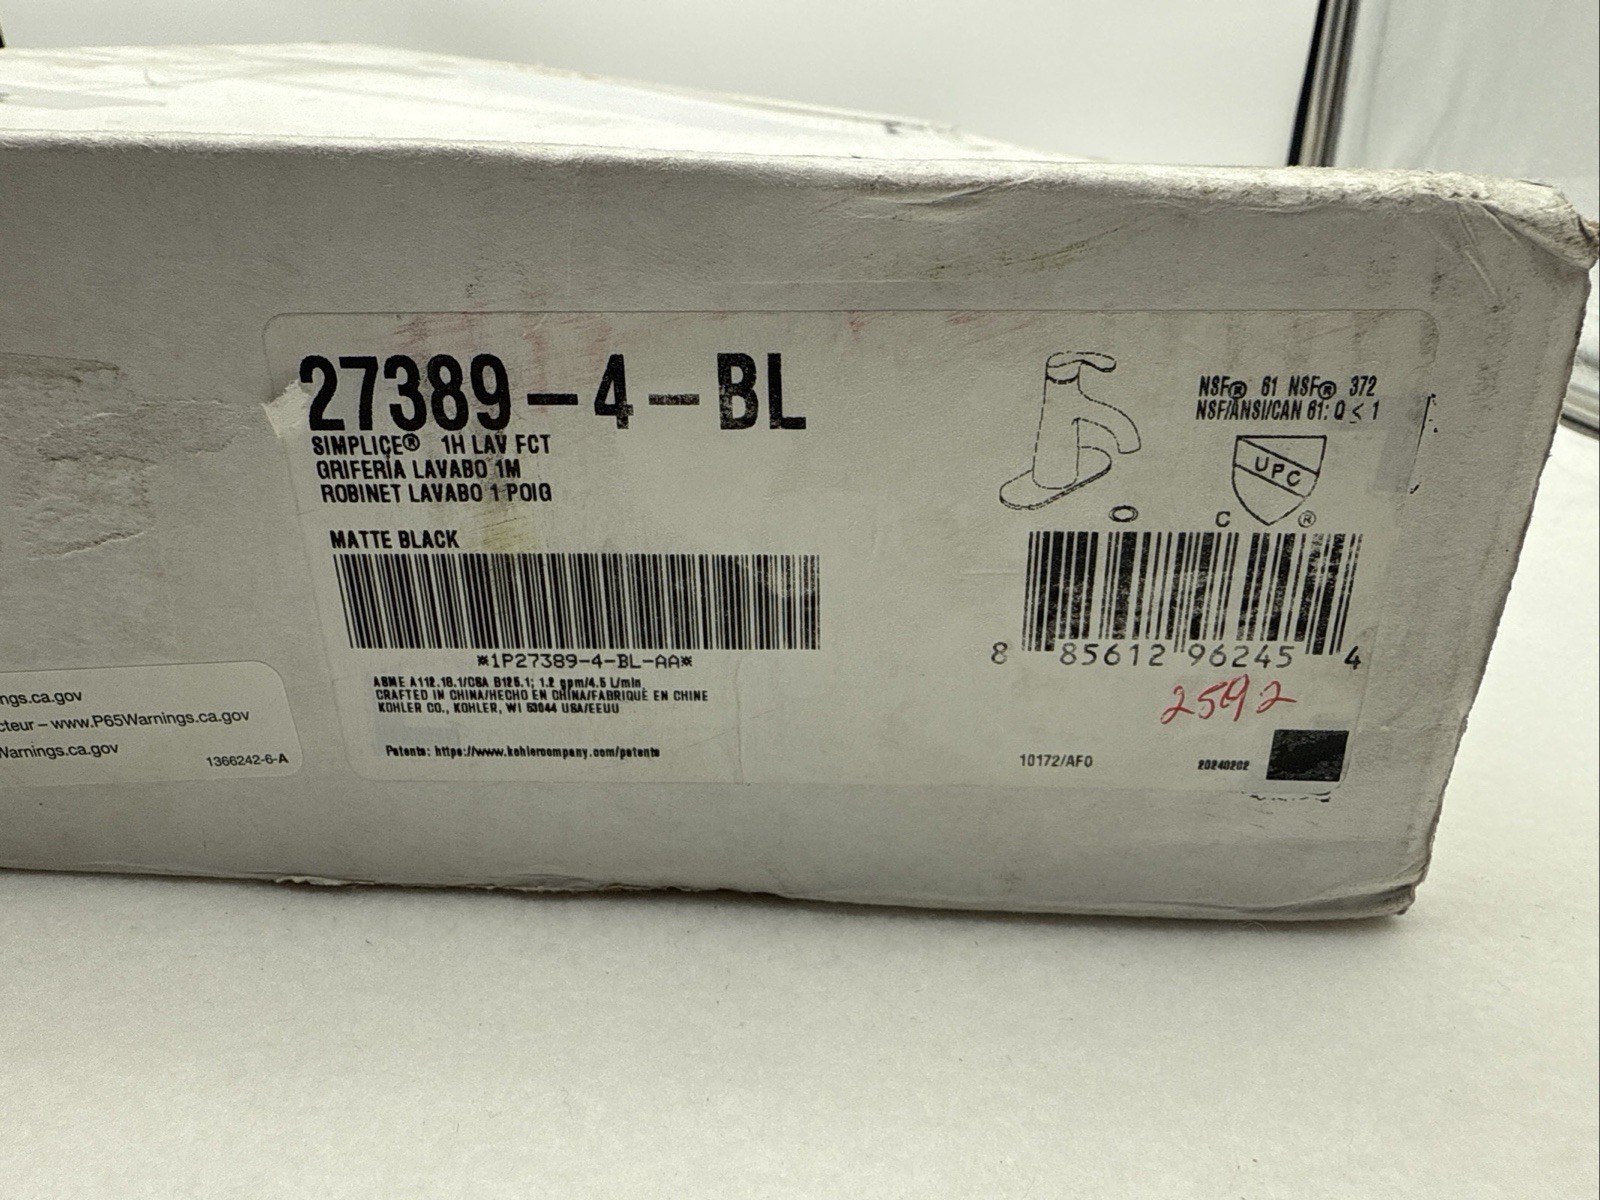 27389-4-BL
SIMPLICE® 1H LAV FCT
GRIFERÍA LAVABO 1M
ROBINET LAVABO 1 POIG
MATTE BLACK
*1P27389-4-BL-AA*
ASME A112.18.1/CSA B125.1; 1.2 gpm/4.5 L/min
CRAFTED IN CHINA/HECHO EN CHINA/FABRIQUÉ EN CHINE
KOHLER CO., KOHLER, WI 53044 USA/EEUU
Patents: https://www.kohlercompany.com/patents
NSF® 61 NSF® 372
NSF/ANSI/CAN 61: Q ≤ 1
UPC
C ®
8 85612 96245 4
2592
10172/AF0
20240202
ngs.ca.gov
cteur – www.P65Warnings.ca.gov
Warnings.ca.gov
1366242-6-A